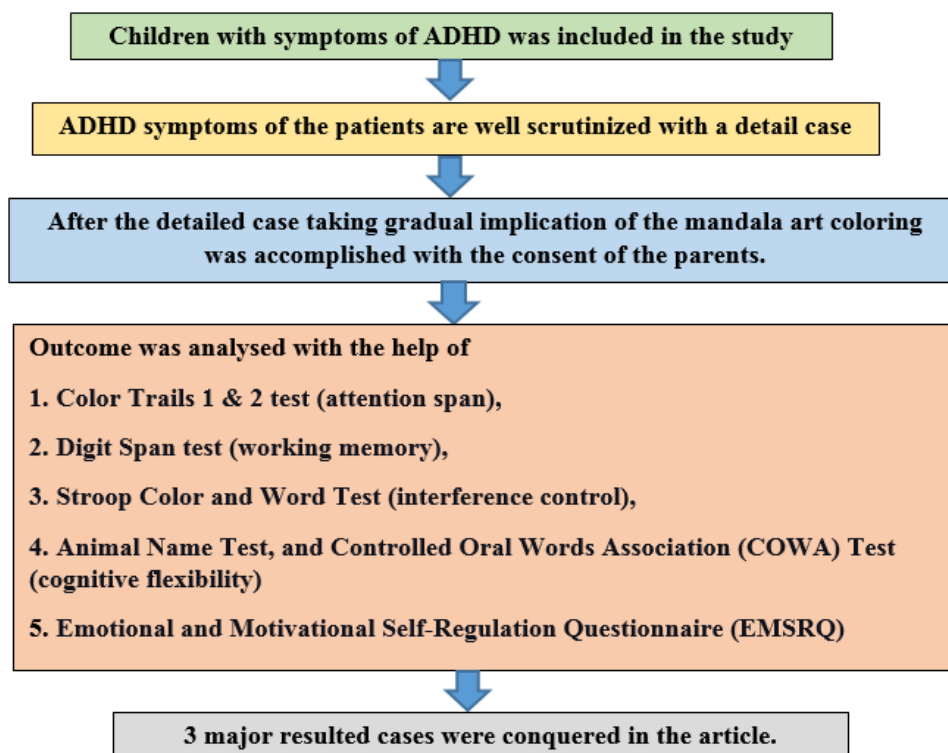 Children with symptoms of ADHD was included in the study
ADHD symptoms of the patients are well scrutinized with a detail case
After the detailed case taking gradual implication of the mandala art coloring
was accomplished with the consent of the parents.
Outcome was analysed with the help of
1. Color Trails 1 & 2 test (attention span),
2. Digit Span test (working memory),
3. Stroop Color and Word Test (interference control),
4. Animal Name Test, and Controlled Oral Words Association (COWA) Test
(cognitive flexibility)
5. Emotional and Motivational Self-Regulation Questionnaire (EMSRQ)
3 major resulted cases were conquered in the article.